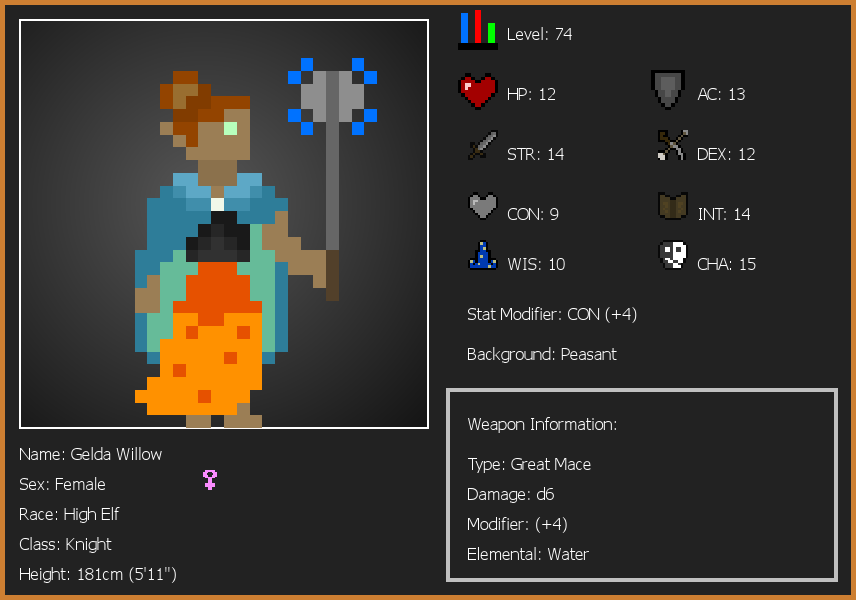 Level: 74
HP: 12
AC: 13
STR: 14
DEX: 12
CON: 9
INT: 14
WIS: 10
CHA: 15
Stat Modifier: CON (+4)
Background: Peasant
Weapon Information:
Type: Great Mace
Damage: d6
Modifier: (+4)
Elemental: Water
Name: Gelda Willow
Sex: Female
Race: High Elf
Class: Knight
Height: 181cm (5'11")